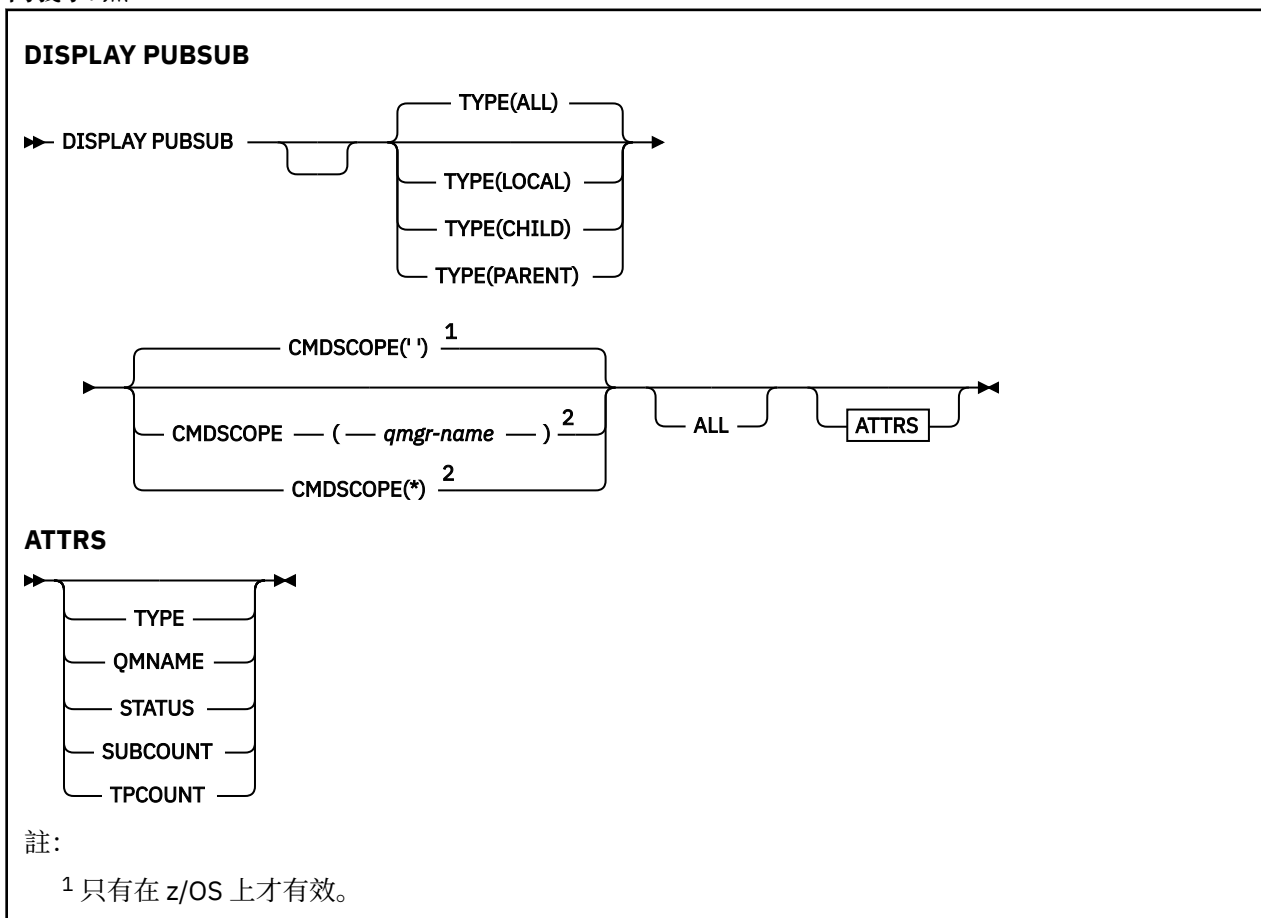 DISPLAY PUBSUB
TYPE(ALL)
DISPLAY PUBSUB
TYPE(LOCAL)
TYPE(CHILD)
TYPE(PARENT)
CMDSCOPE(' ') 1
CMDSCOPE ( qmgr-name ) 2
ALL
ATTRS
CMDSCOPE(*) 2
ATTRS
TYPE
QMNAME
STATUS
SUBCOUNT
TPCOUNT
註:
1 只有在 z/OS 上才有效。